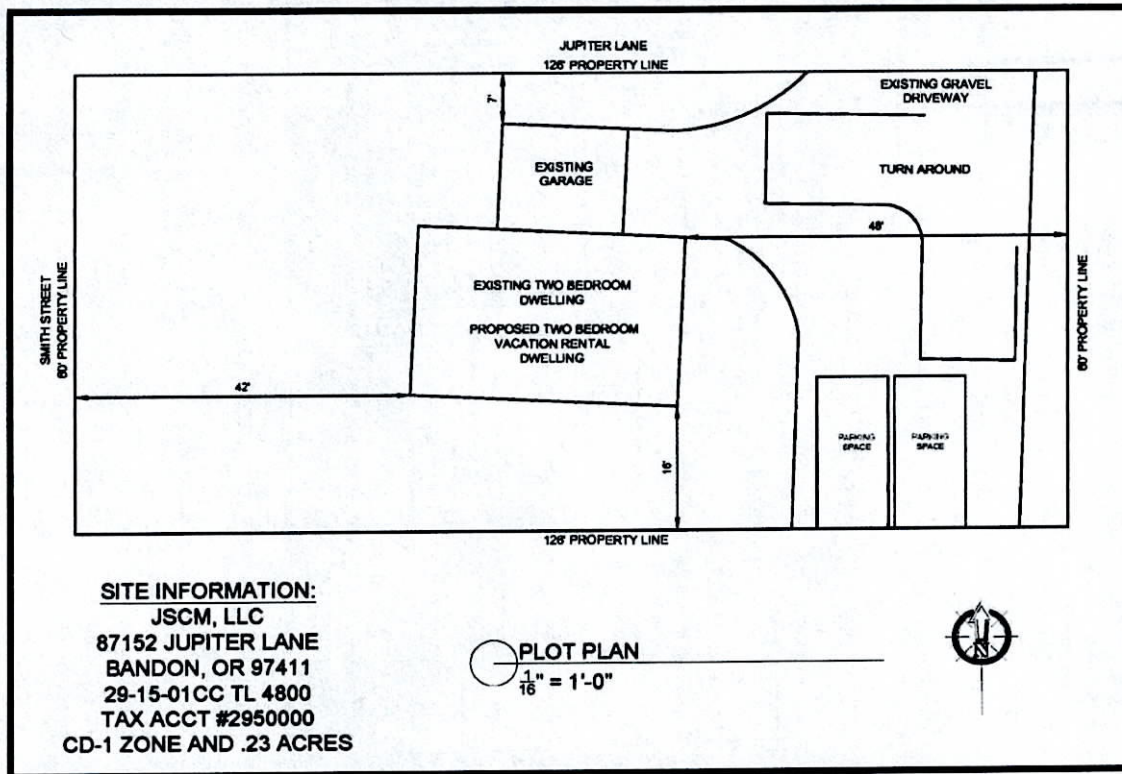 JUPITER LANE
126' PROPERTY LINE
EXISTING GRAVEL
DRIVEWAY
7'
EXISTING
GARAGE
TURN AROUND
48'
SMITH STREET
60' PROPERTY LINE
EXISTING TWO BEDROOM
DWELLING
PROPOSED TWO BEDROOM
VACATION RENTAL
DWELLING
60' PROPERTY LINE
42'
PARKING
SPACE
PARKING
SPACE
16'
126' PROPERTY LINE
SITE INFORMATION:
JSCM, LLC
87152 JUPITER LANE
BANDON, OR 97411
29-15-01CC TL 4800
TAX ACCT #2950000
CD-1 ZONE AND .23 ACRES
PLOT PLAN
1/16" = 1'-0"
N